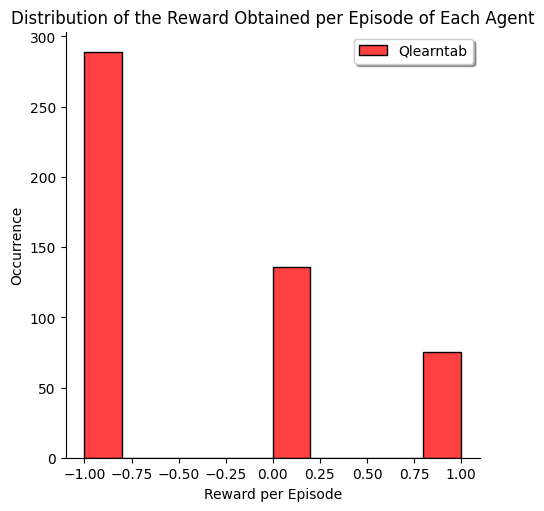 Distribution of the Reward Obtained per Episode of Each Agent
Qlearntab
300
250
200
150
100
50
0
Occurrence
−1.00 −0.75 −0.50 −0.25 0.00 0.25 0.50 0.75 1.00
Reward per Episode